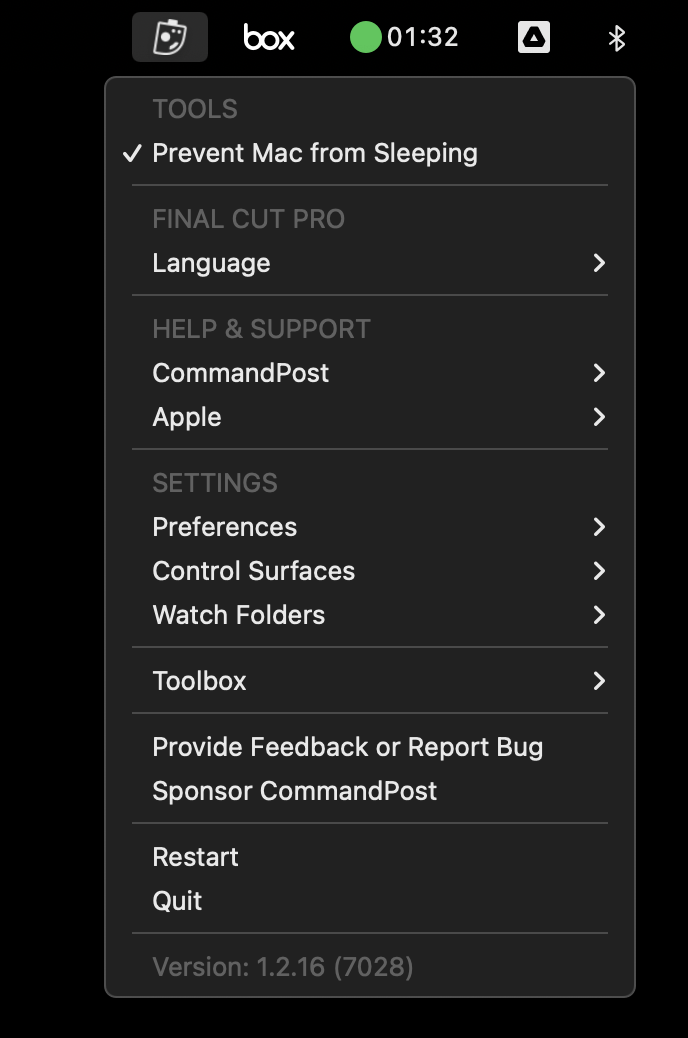 box 01:32
TOOLS
✓ Prevent Mac from Sleeping
FINAL CUT PRO
Language
HELP & SUPPORT
CommandPost
Apple
SETTINGS
Preferences
Control Surfaces
Watch Folders
Toolbox
Provide Feedback or Report Bug
Sponsor CommandPost
Restart
Quit
Version: 1.2.16 (7028)